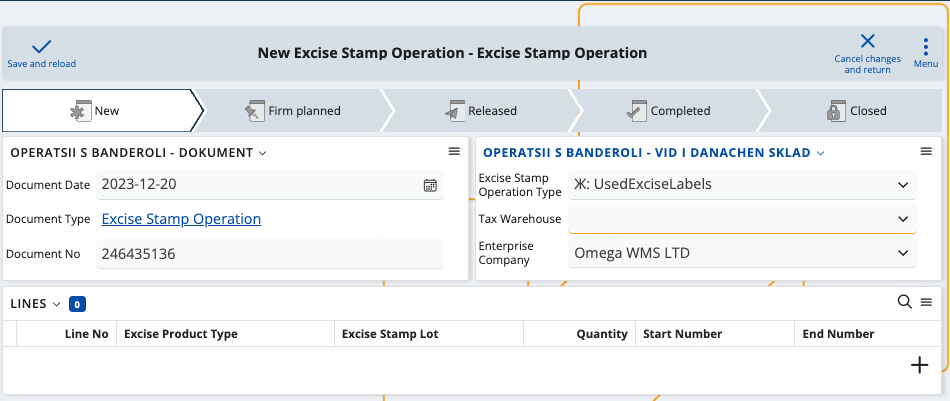 Save and reload
New Excise Stamp Operation - Excise Stamp Operation
Cancel changes
and return
Menu
New
Firm planned
Released
Completed
Closed
OPERATSII S BANDEROLI - DOKUMENT
Document Date
2023-12-20
Document Type
Excise Stamp Operation
Document No
246435136
OPERATSII S BANDEROLI - VID I DANACHEN SKLAD
Excise Stamp
Operation Type
Ж: UsedExciseLabels
Tax Warehouse
Enterprise
Company
Omega WMS LTD
LINES
0
Line No
Excise Product Type
Excise Stamp Lot
Quantity
Start Number
End Number